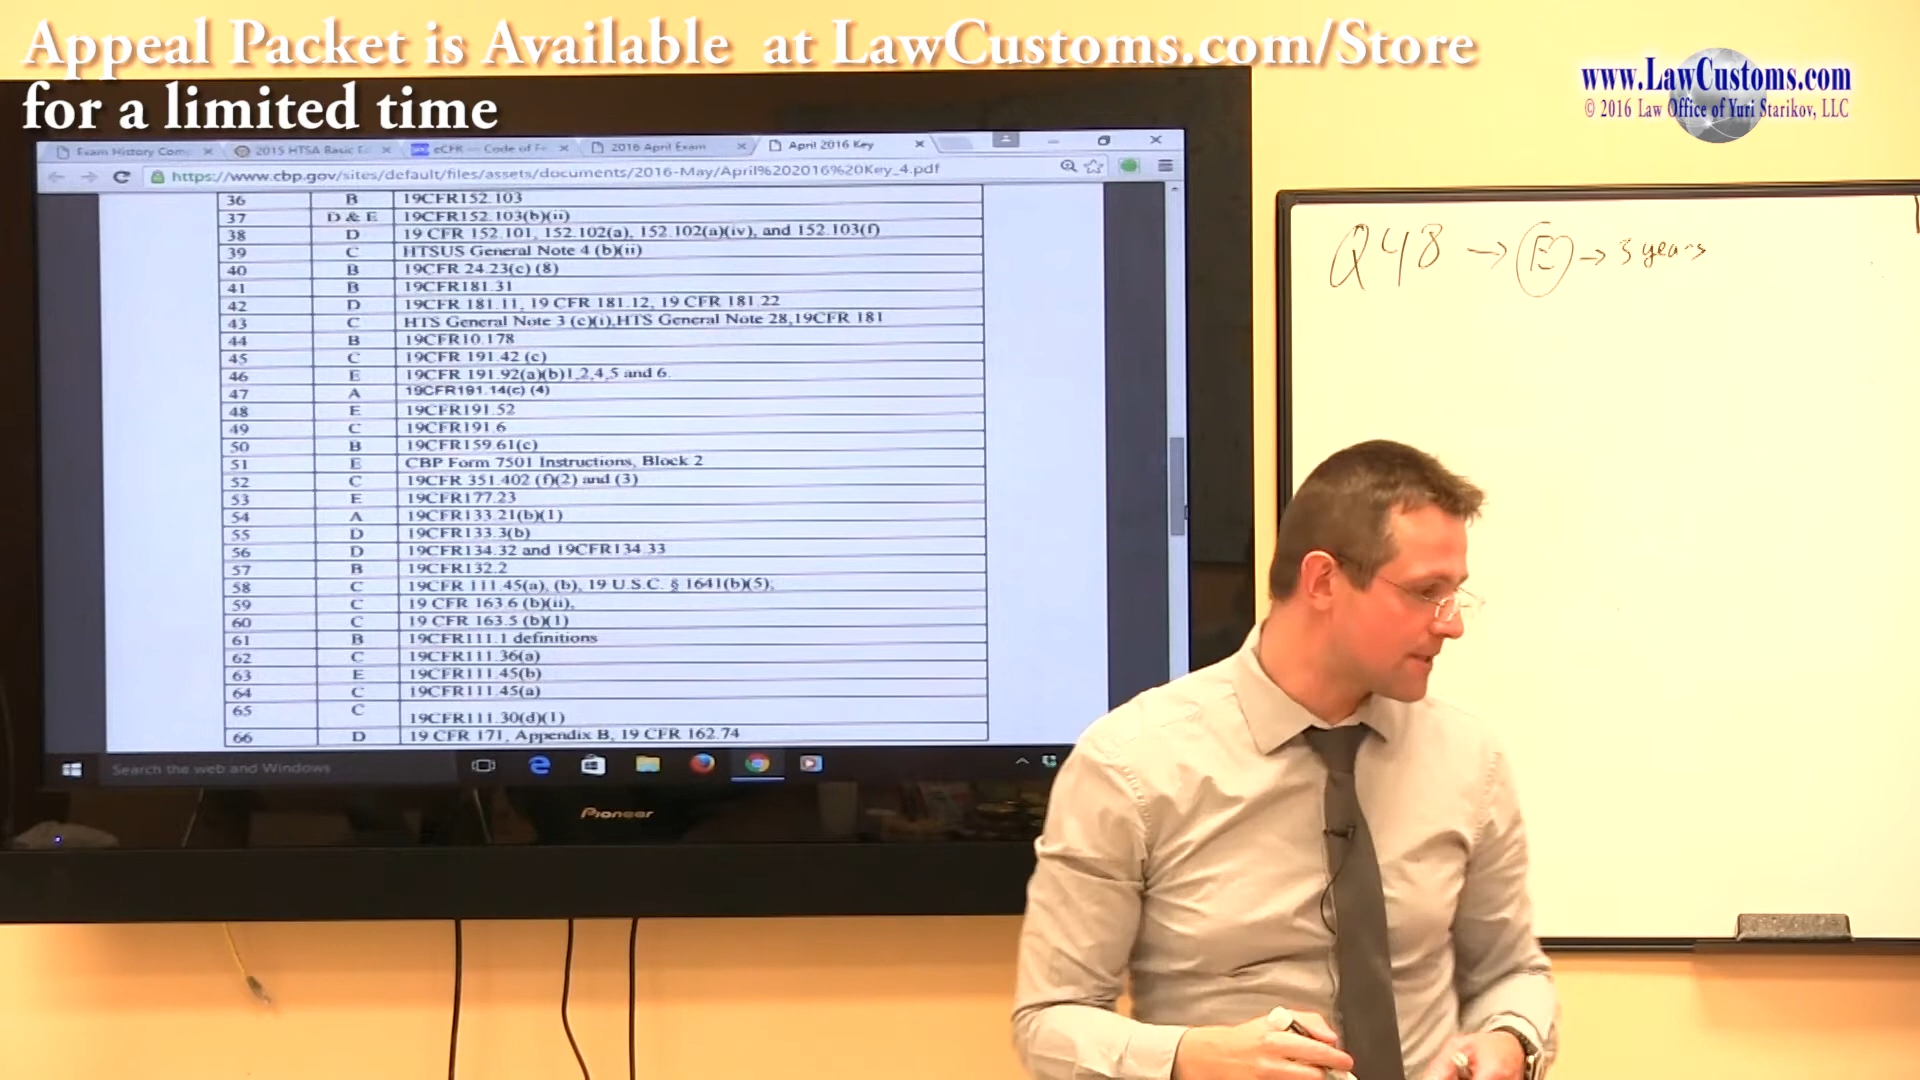 Appeal Packet is Available at LawCustoms.com/Store
for a limited time
www.LawCustoms.com
© 2016 Law Office of Yuri Starikov, LLC
Exam History Com
2015 HTSA Basic E
eCFR — Code of Fe
2016 April Exam
April 2016 Key
https://www.cbp.gov/sites/default/files/assets/documents/2016-May/April%202016%20Key_4.pdf
36 B 19CFR152.103
37 D & E 19CFR152.103(b)(ii)
38 D 19 CFR 152.101, 152.102(a), 152.102(a)(iv), and 152.103(f)
39 C HTSUS General Note 4 (b)(ii)
40 B 19CFR 24.23(c) (8)
41 B 19CFR181.31
42 D 19CFR 181.11, 19 CFR 181.12, 19 CFR 181.22
43 C HTS General Note 3 (c)(i),HTS General Note 28,19CFR 181
44 B 19CFR10.178
45 C 19CFR 191.42 (c)
46 E 19CFR 191.92(a)(b)1,2,4,5 and 6.
47 A 19CFR191.14(c) (4)
48 E 19CFR191.52
49 C 19CFR191.6
50 B 19CFR159.61(c)
51 E CBP Form 7501 Instructions, Block 2
52 C 19CFR 351.402 (f)(2) and (3)
53 E 19CFR177.23
54 A 19CFR133.21(b)(1)
55 D 19CFR133.3(b)
56 D 19CFR134.32 and 19CFR134.33
57 B 19CFR132.2
58 C 19CFR 111.45(a), (b), 19 U.S.C. § 1641(b)(5);
59 C 19 CFR 163.6 (b)(ii),
60 C 19 CFR 163.5 (b)(1)
61 B 19CFR111.1 definitions
62 C 19CFR111.36(a)
63 E 19CFR111.45(b)
64 C 19CFR111.45(a)
65 C 19CFR111.30(d)(1)
66 D 19 CFR 171, Appendix B, 19 CFR 162.74
Search the web and Windows
Pioneer
Q48 → E → 3 years